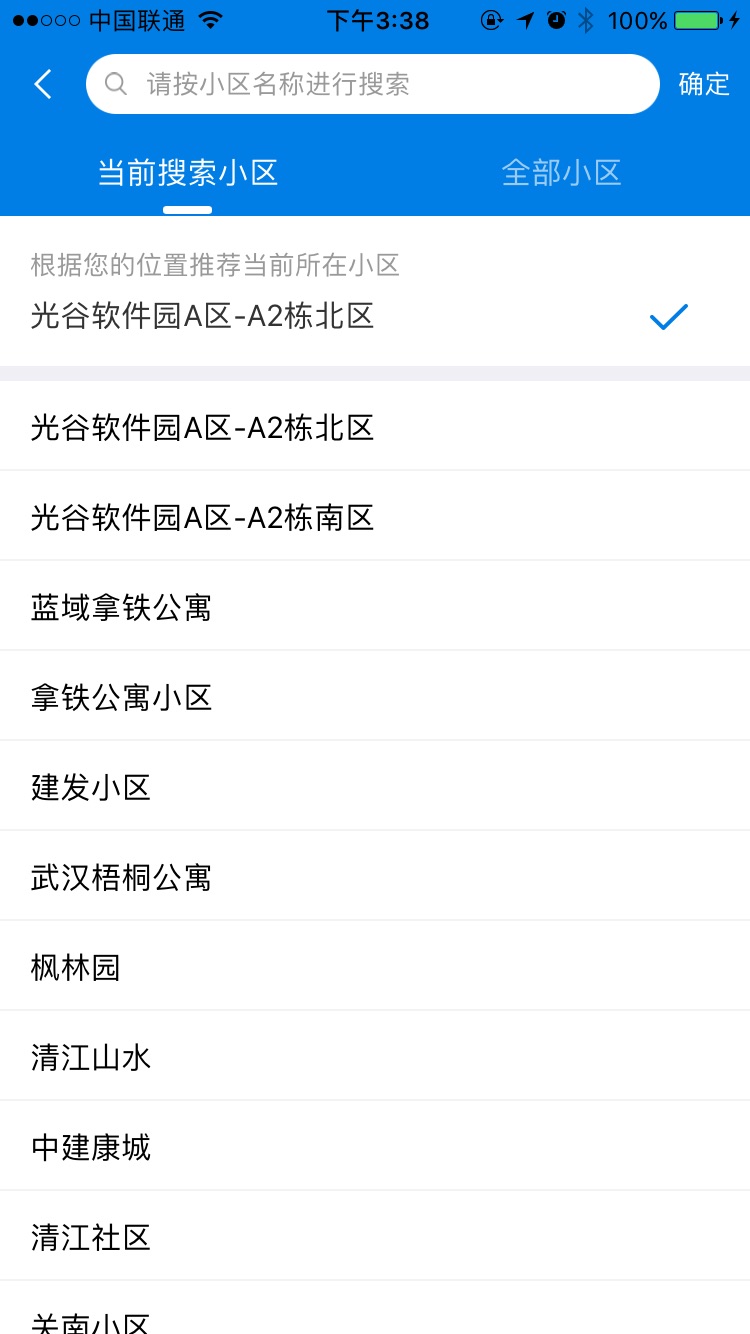 中国联通 下午3:38 100%
请按小区名称进行搜索 确定
当前搜索小区 全部小区
根据您的位置推荐当前所在小区
光谷软件园A区-A2栋北区
光谷软件园A区-A2栋北区
光谷软件园A区-A2栋南区
蓝域拿铁公寓
拿铁公寓小区
建发小区
武汉梧桐公寓
枫林园
清江山水
中建康城
清江社区
关南小区